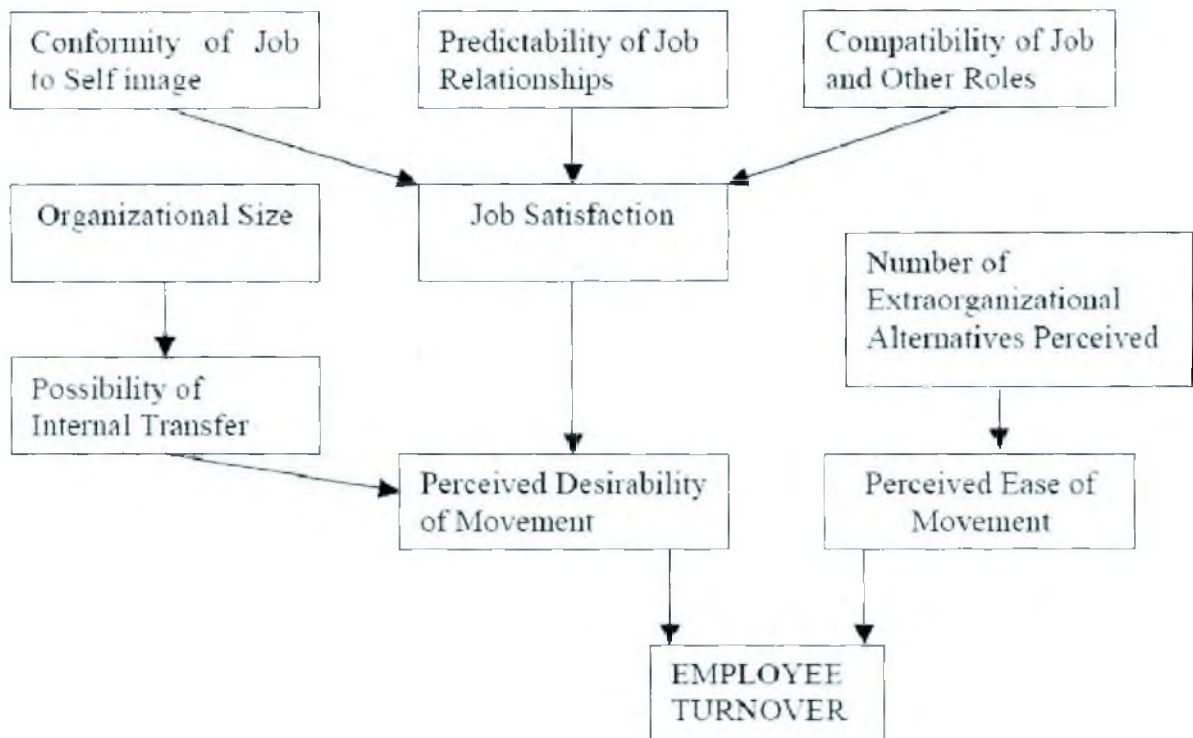 Conformity of Job
to Self image
Predictability of Job
Relationships
Compatibility of Job
and Other Roles
Organizational Size
Job Satisfaction
Number of
Extraorganizational
Alternatives Perceived
Possibility of
Internal Transfer
Perceived Desirability
of Movement
Perceived Ease of
Movement
EMPLOYEE
TURNOVER